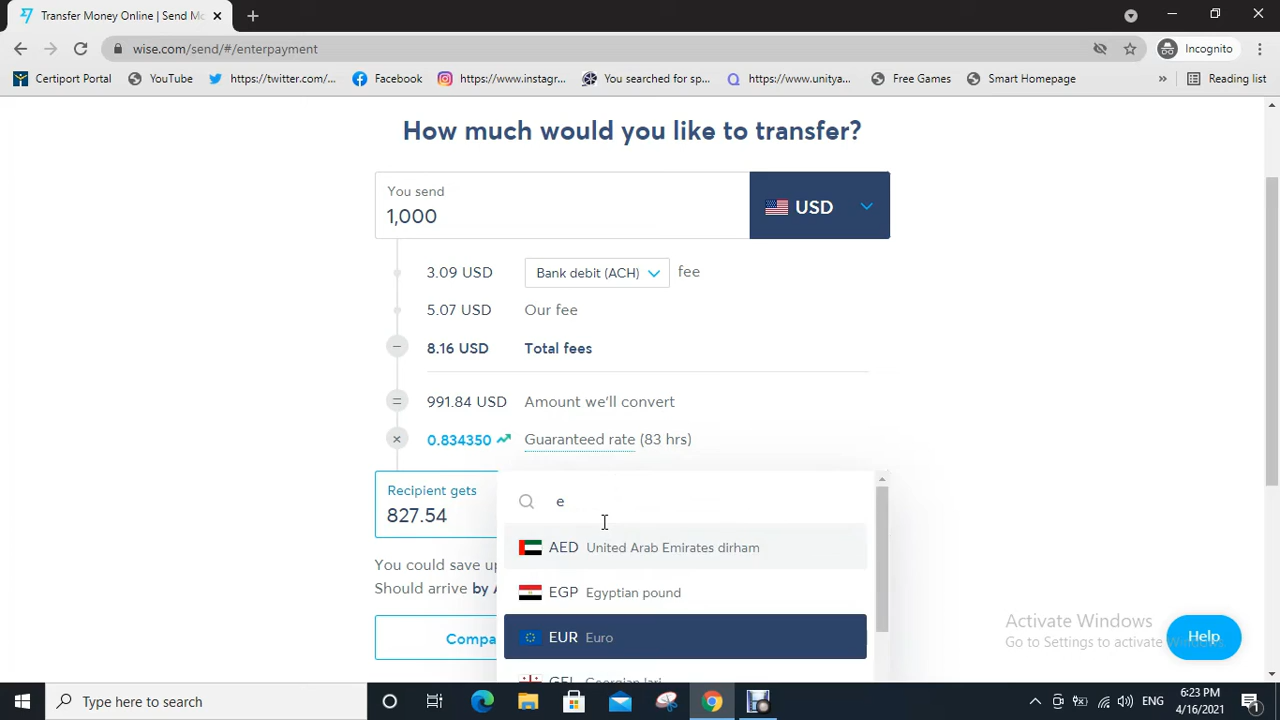 Transfer Money Online | Send Mo
wise.com/send/#/enterpayment
Incognito
Certiport Portal
YouTube
https://twitter.com/...
Facebook
https://www.instagr...
You searched for sp...
https://www.unitya...
Free Games
Smart Homepage
»
Reading list
How much would you like to transfer?
You send
1,000
USD
3.09 USD Bank debit (ACH) fee
5.07 USD Our fee
8.16 USD Total fees
991.84 USD Amount we'll convert
0.834350 Guaranteed rate (83 hrs)
Recipient gets
827.54
e
AED United Arab Emirates dirham
EGP Egyptian pound
EUR Euro
GEL Georgian lari
You could save up
Should arrive by A
Compa
Activate Windows
Go to Settings to activate Windows.
Help
Type here to search
ENG
6:23 PM
4/16/2021
1